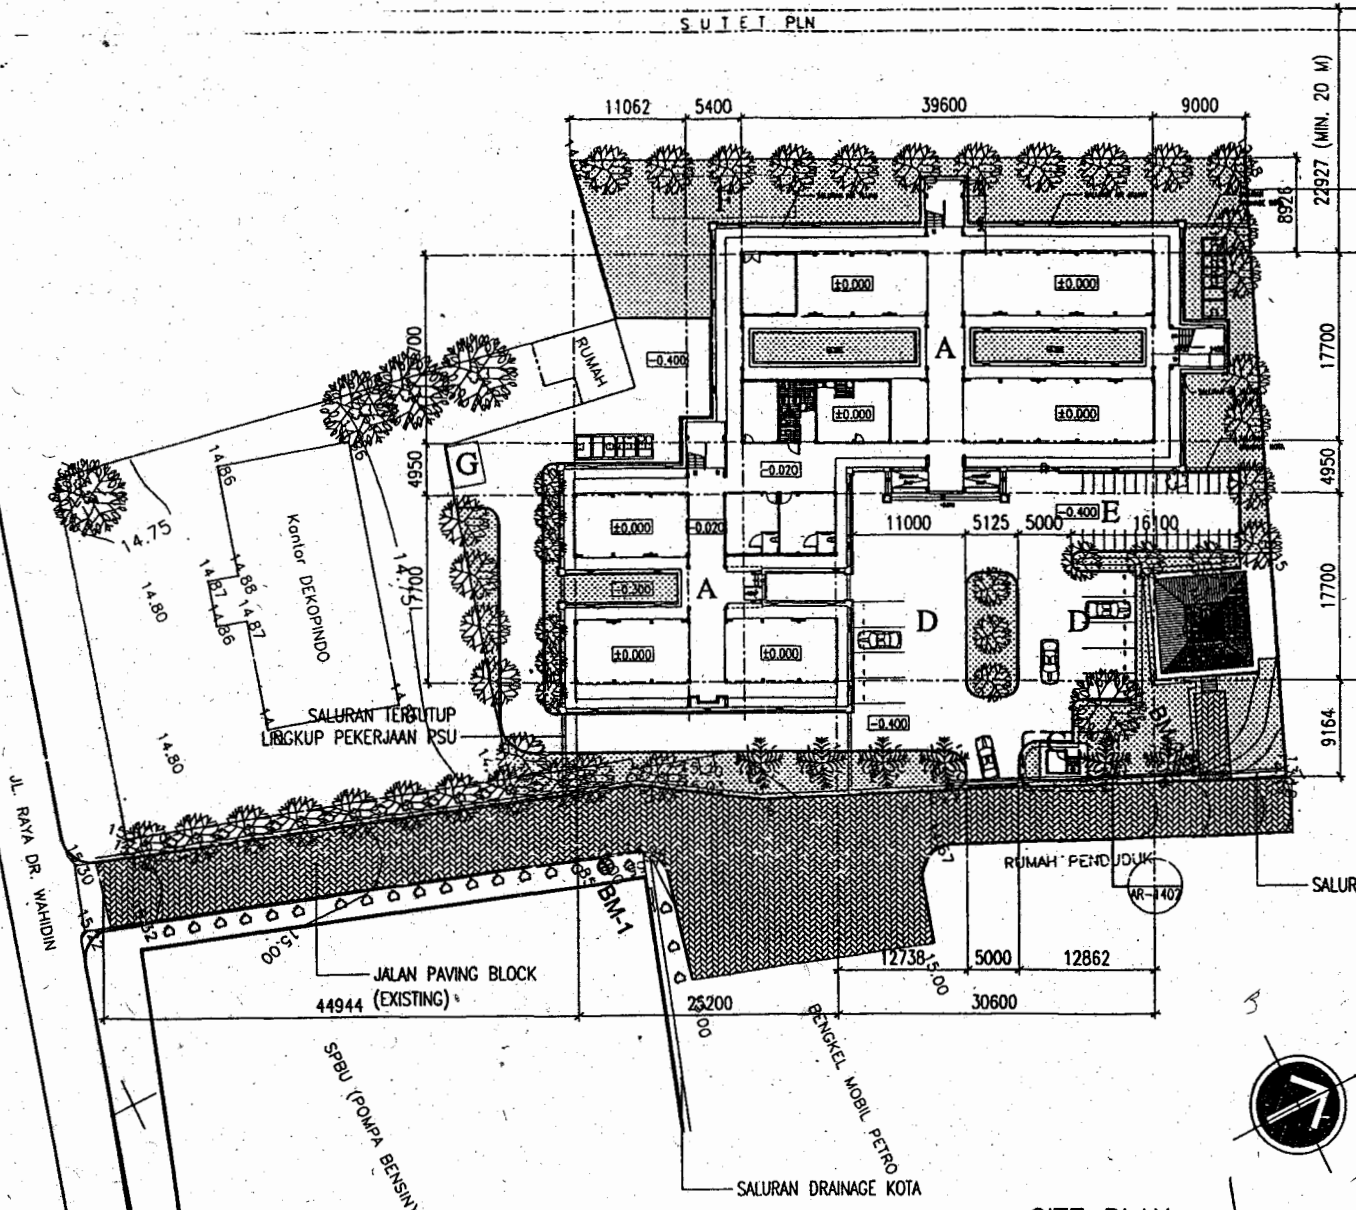 SUTET PLN
11062
5400
39600
9000
22927 (MIN. 20 M)
8926
±0.000
±0.000
A
17700
RUMAH
-0.400
±0.000
±0.000
4950
G
-0.020
4950
14.86
14.75
Kantor DEKOPINDO
14.87
14.88
14.86
14.87
14.80
14.75
17700
±0.000
-0.020
-0.400
E
11000
5125
5000
16100
-0.300
A
D
D
17700
±0.000
±0.000
SALURAN TERTUTUP
LINGKUP PEKERJAAN PSU
-0.400
9164
14.80
JL. RAYA DR. WAHIDIN
15.30
RUMAH PENDUDUK
AR-1402
BM-1
15.00
JALAN PAVING BLOCK
(EXISTING)
12738
5000
12862
15.00
44944
25200
30600
SPBU (POMPA BENSIN)
BENGKEL MOBIL PETRO
SALURAN DRAINAGE KOTA